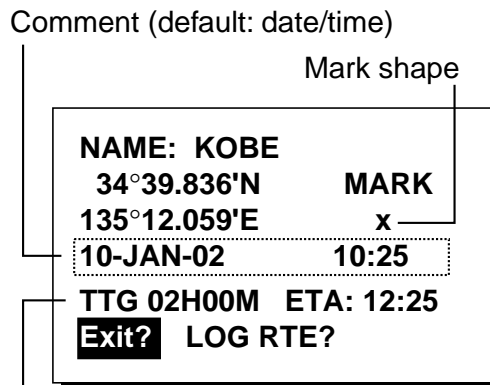 Comment (default: date/time)
Mark shape
NAME: KOBE
34°39.836'N MARK
135°12.059'E x
10-JAN-02 10:25
TTG 02H00M ETA: 12:25
Exit? LOG RTE?